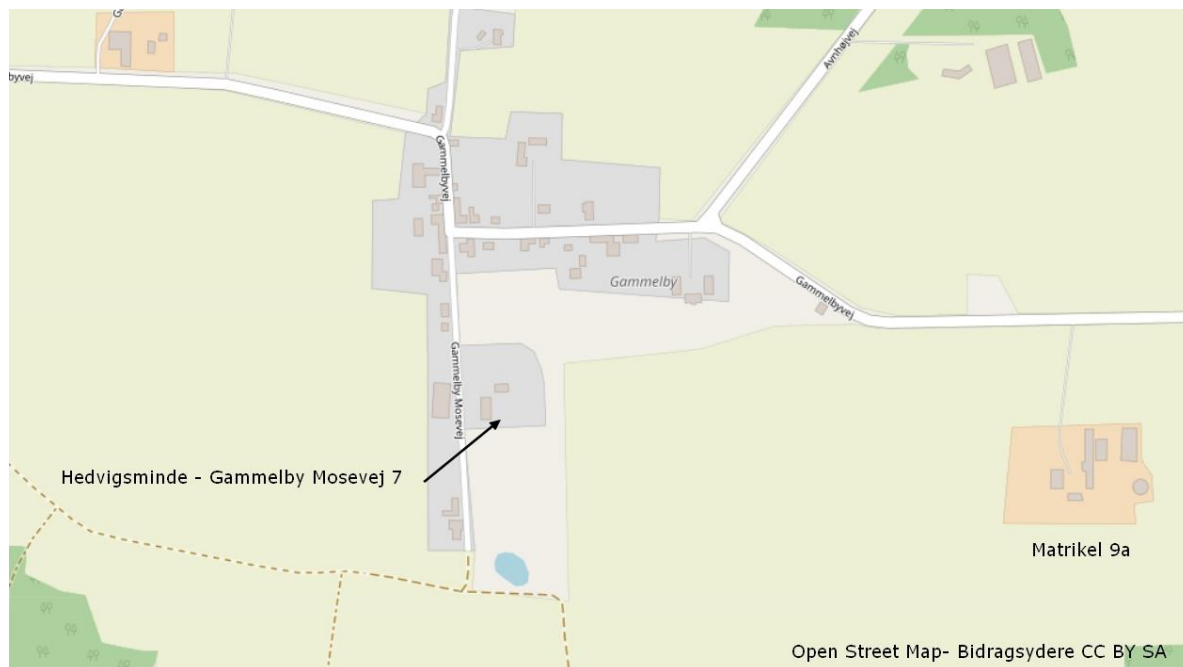 Avnhøjvej
byvej
Gammelbyvej
Gammelby
Gammelbyvej
Gammelby Mosevej
Hedvigsminde - Gammelby Mosevej 7
Matrikel 9a
Open Street Map- Bidragsydere CC BY SA